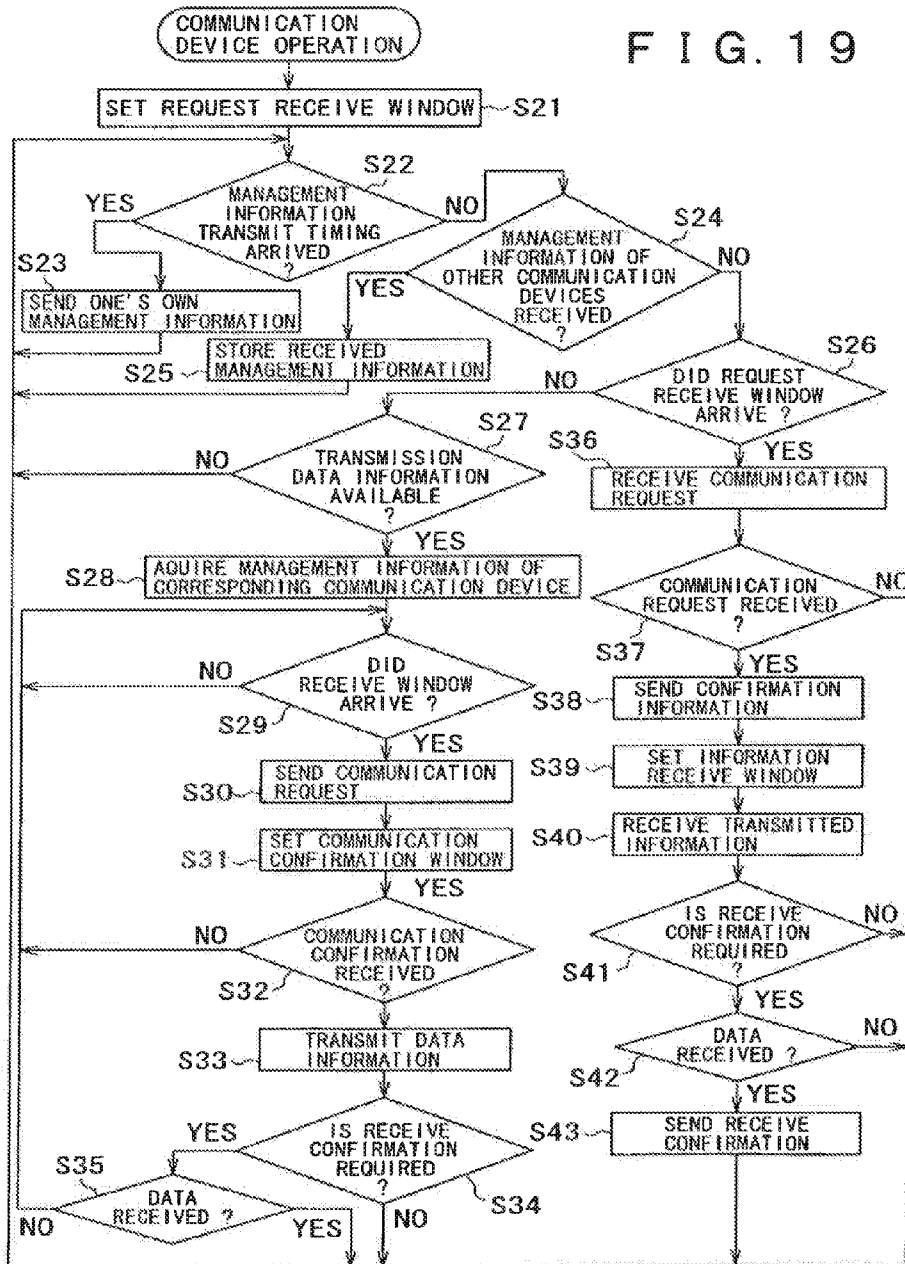 COMMUNICATION
DEVICE OPERATION
F I G. 1 9
SET REQUEST RECEIVE WINDOW
S21
S22
YES
MANAGEMENT
INFORMATION
TRANSMIT TIMING
ARRIVED
?
NO
S23
SEND ONE'S OWN
MANAGEMENT INFORMATION
S24
MANAGEMENT
INFORMATION OF
OTHER COMMUNICATION
DEVICES
RECEIVED
?
YES
NO
S25
STORE RECEIVED
MANAGEMENT INFORMATION
S26
NO
DID REQUEST
RECEIVE WINDOW
ARRIVE ?
YES
S27
NO
TRANSMISSION
DATA INFORMATION
AVAILABLE
?
YES
S36
RECEIVE COMMUNICATION
REQUEST
S28
AQUIRE MANAGEMENT INFORMATION OF
CORRESPONDING COMMUNICATION DEVICE
COMMUNICATION
REQUEST RECEIVED
?
NO
S37
YES
NO
DID
RECEIVE WINDOW
ARRIVE ?
S29
YES
S38
SEND CONFIRMATION
INFORMATION
S30
SEND COMMUNICATION
REQUEST
S39
SET INFORMATION
RECEIVE WINDOW
S31
SET COMMUNICATION
CONFIRMATION WINDOW
YES
S40
RECEIVE TRANSMITTED
INFORMATION
NO
COMMUNICATION
CONFIRMATION
RECEIVED
?
S32
IS RECEIVE
CONFIRMATION
REQUIRED
?
NO
S41
YES
S33
TRANSMIT DATA
INFORMATION
DATA
RECEIVED ?
NO
S42
YES
YES
IS RECEIVE
CONFIRMATION
REQUIRED
?
S34
NO
S43
SEND RECEIVE
CONFIRMATION
S35
DATA
RECEIVED ?
NO
YES